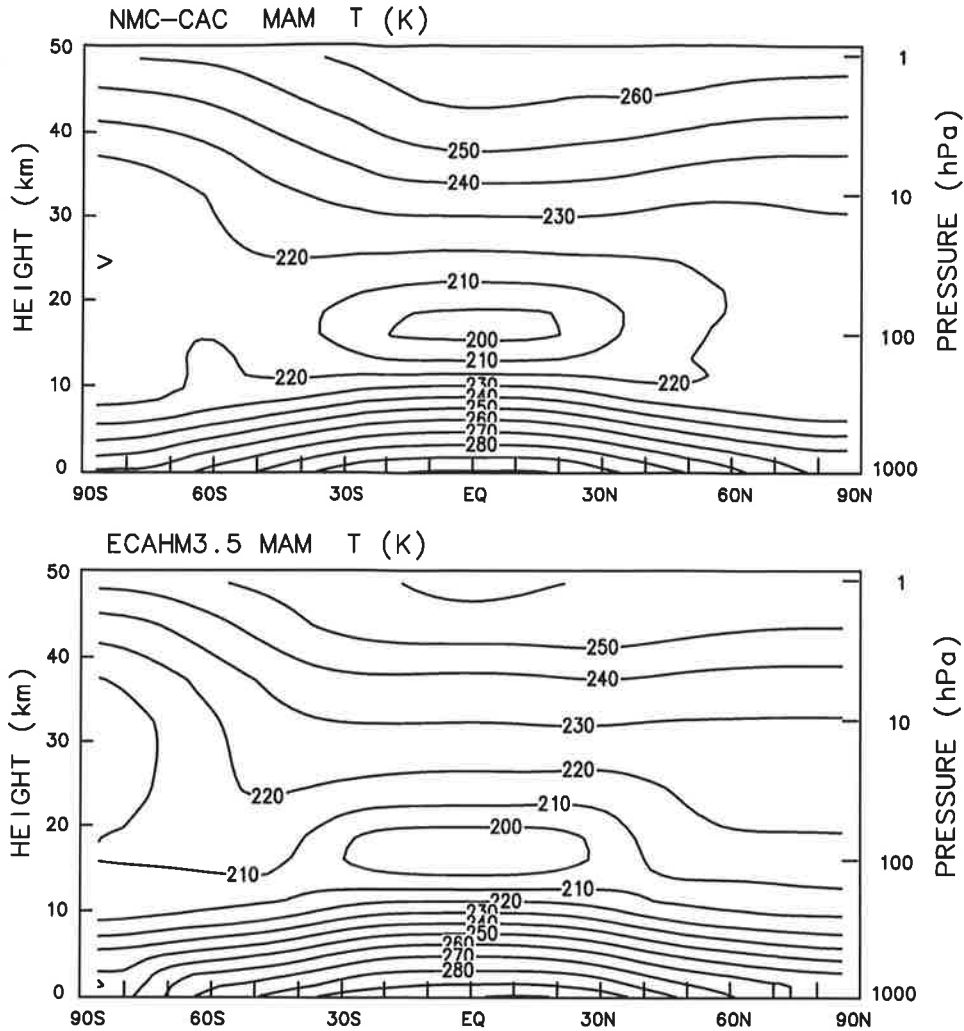 NMC-CAC MAM T (K)
50
40
30
20
10
0
HEIGHT (km)
1
10
100
1000
PRESSURE (hPa)
260
250
240
230
220
210
200
210
220
220
230
240
250
260
270
280
90S
60S
30S
EQ
30N
60N
90N
ECAHM3.5 MAM T (K)
50
40
30
20
10
0
HEIGHT (km)
1
10
100
1000
PRESSURE (hPa)
250
240
230
220
220
210
200
210
210
220
230
240
250
260
270
280
90S
60S
30S
EQ
30N
60N
90N